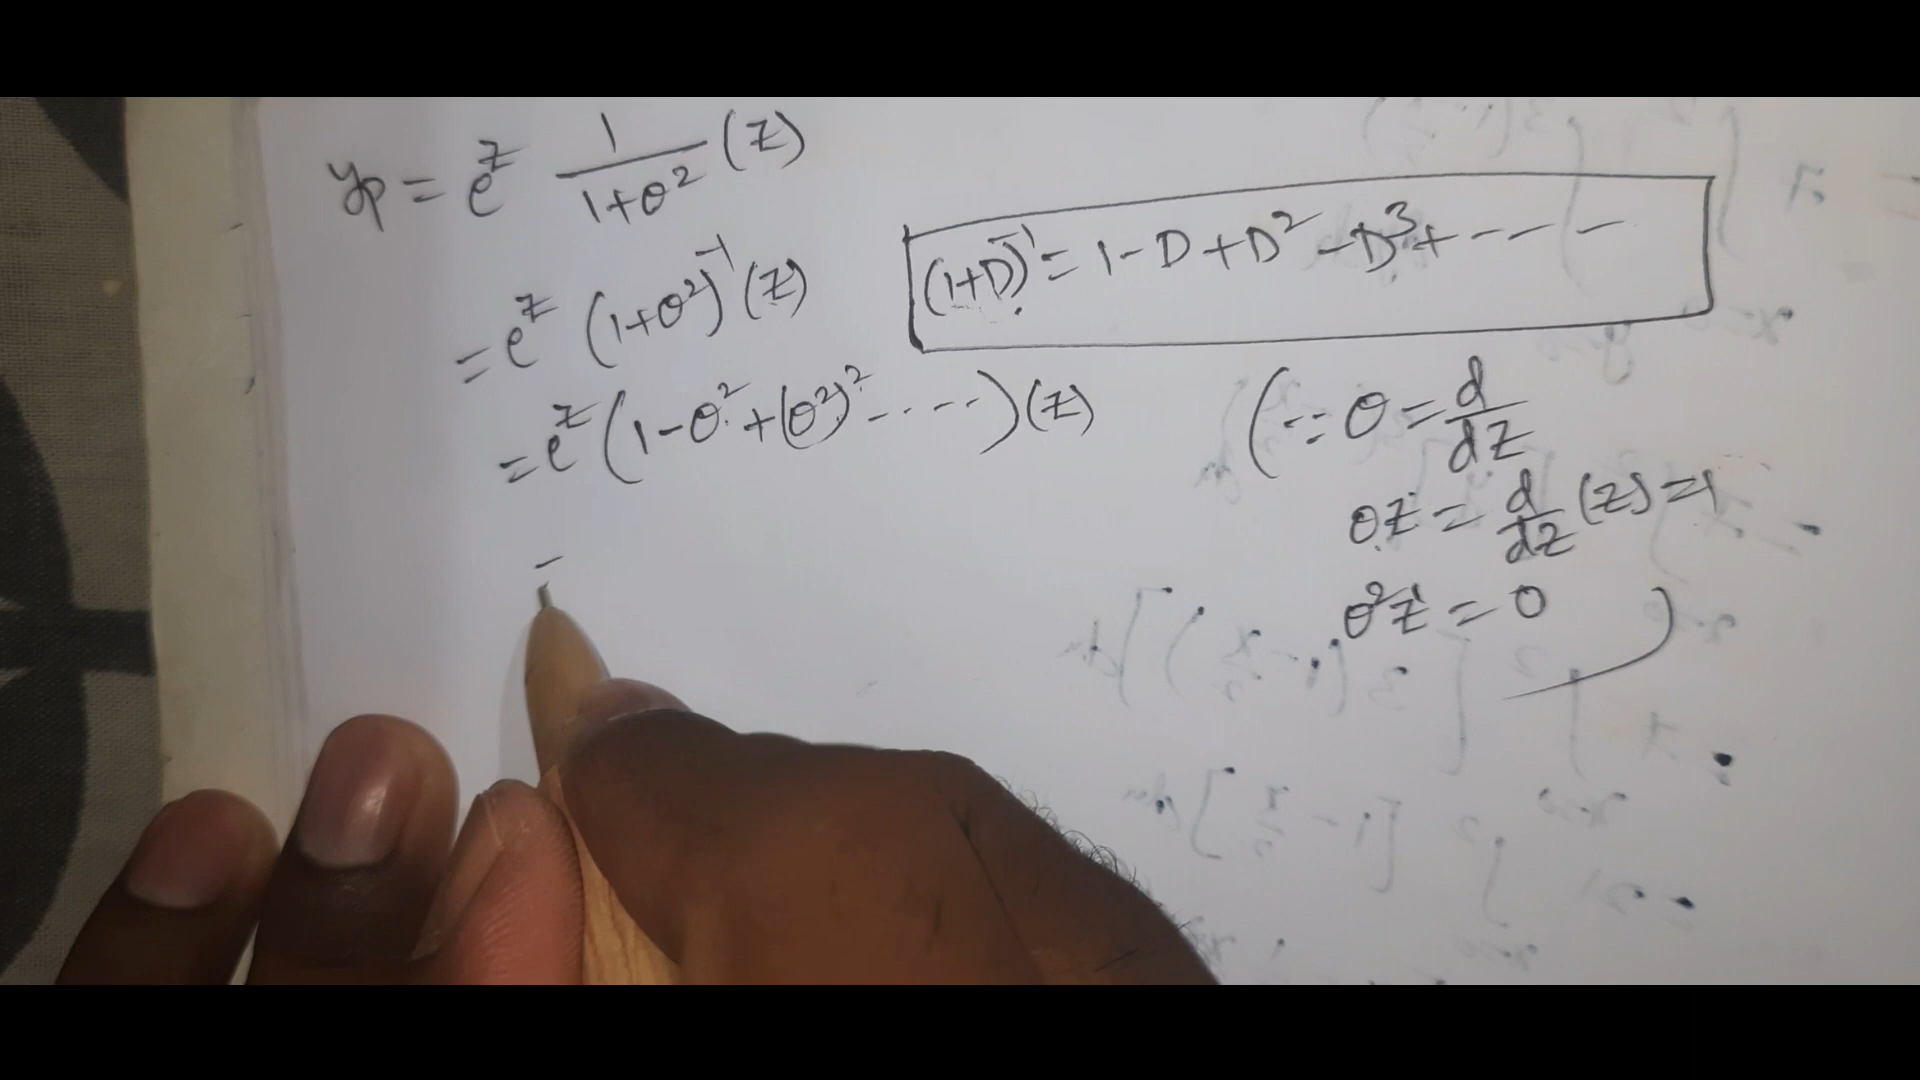 yp = e^z 1/(1+θ²) (z)
= e^z (1+θ²)^-1 (z)
(1+D)^-1 = 1-D+D²-D³+-----
= e^z (1-θ²+(θ²)²-....)(z)
(∵ θ = d/dz
θz = d/dz (z) = 1
θ²z = 0 )